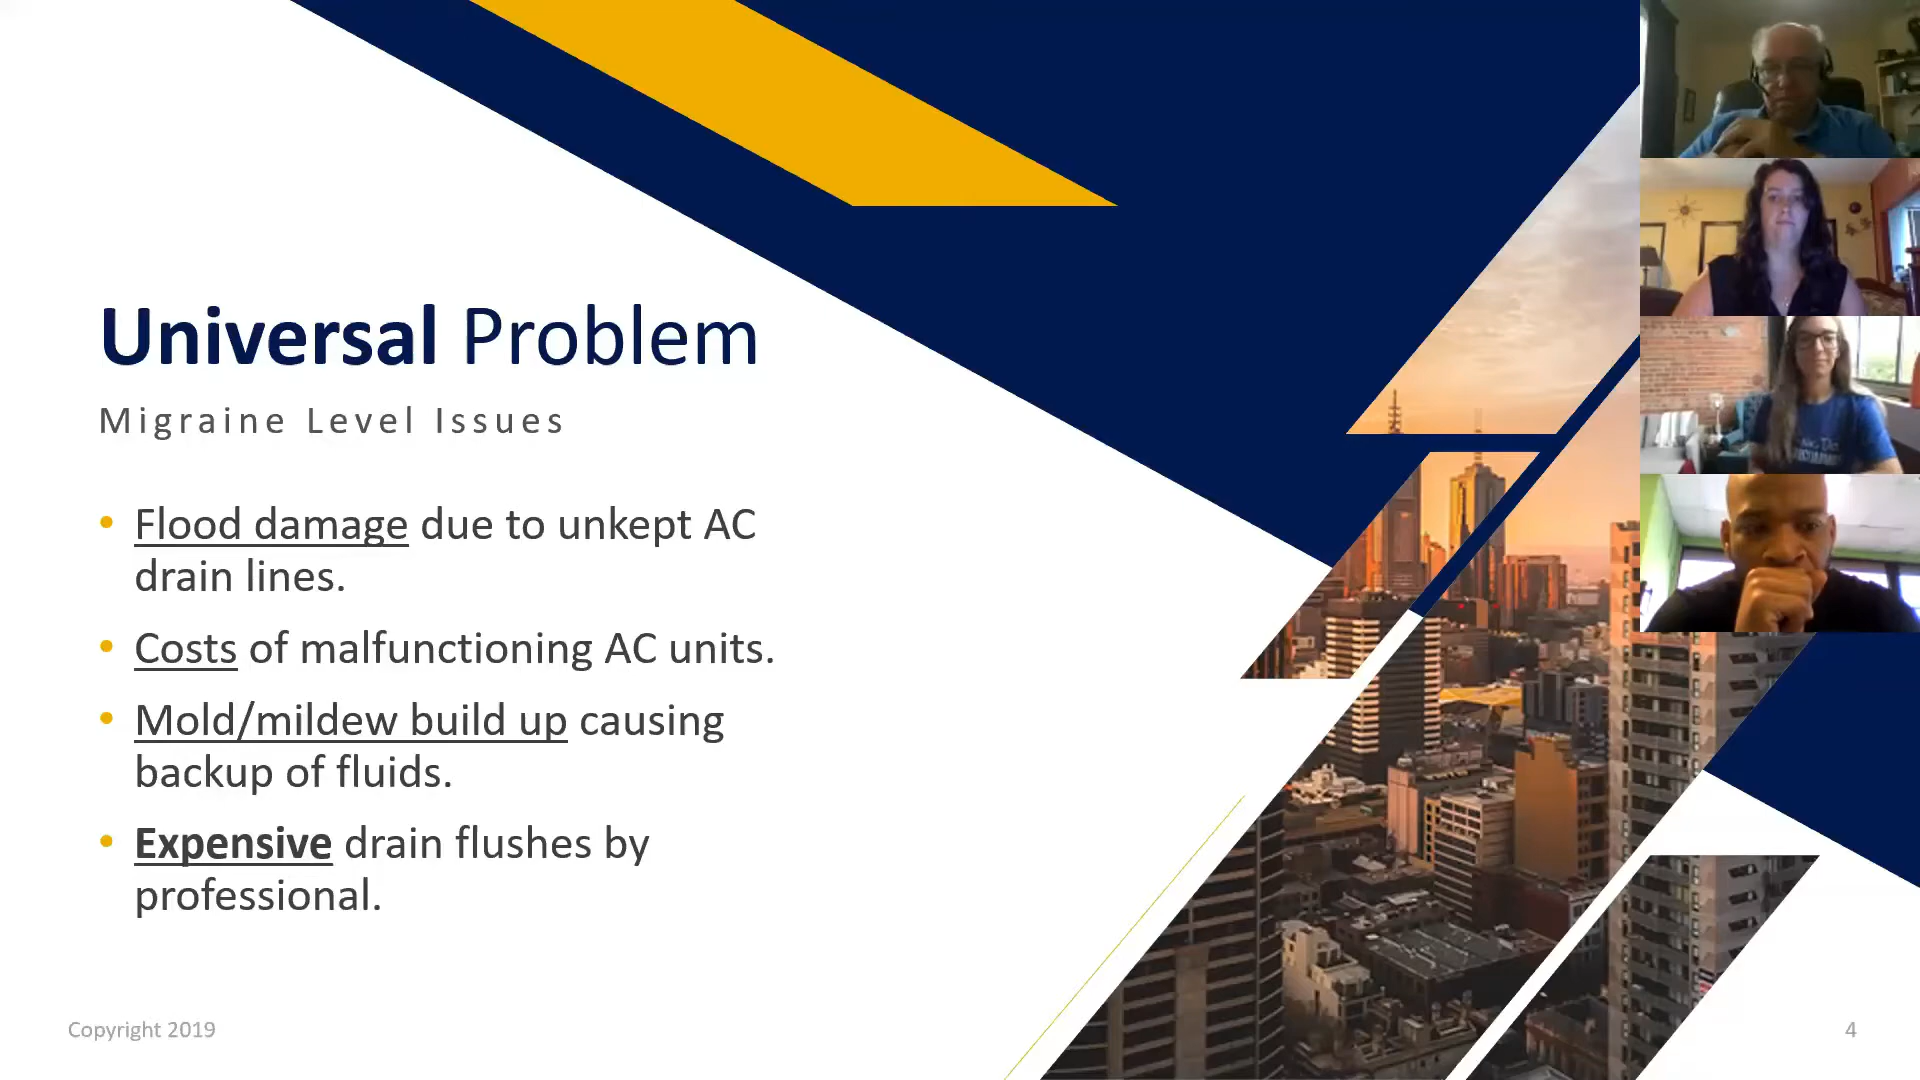 Universal Problem
Migraine Level Issues
• Flood damage due to unkept AC
drain lines.
• Costs of malfunctioning AC units.
• Mold/mildew build up causing
backup of fluids.
• Expensive drain flushes by
professional.
Copyright 2019
4